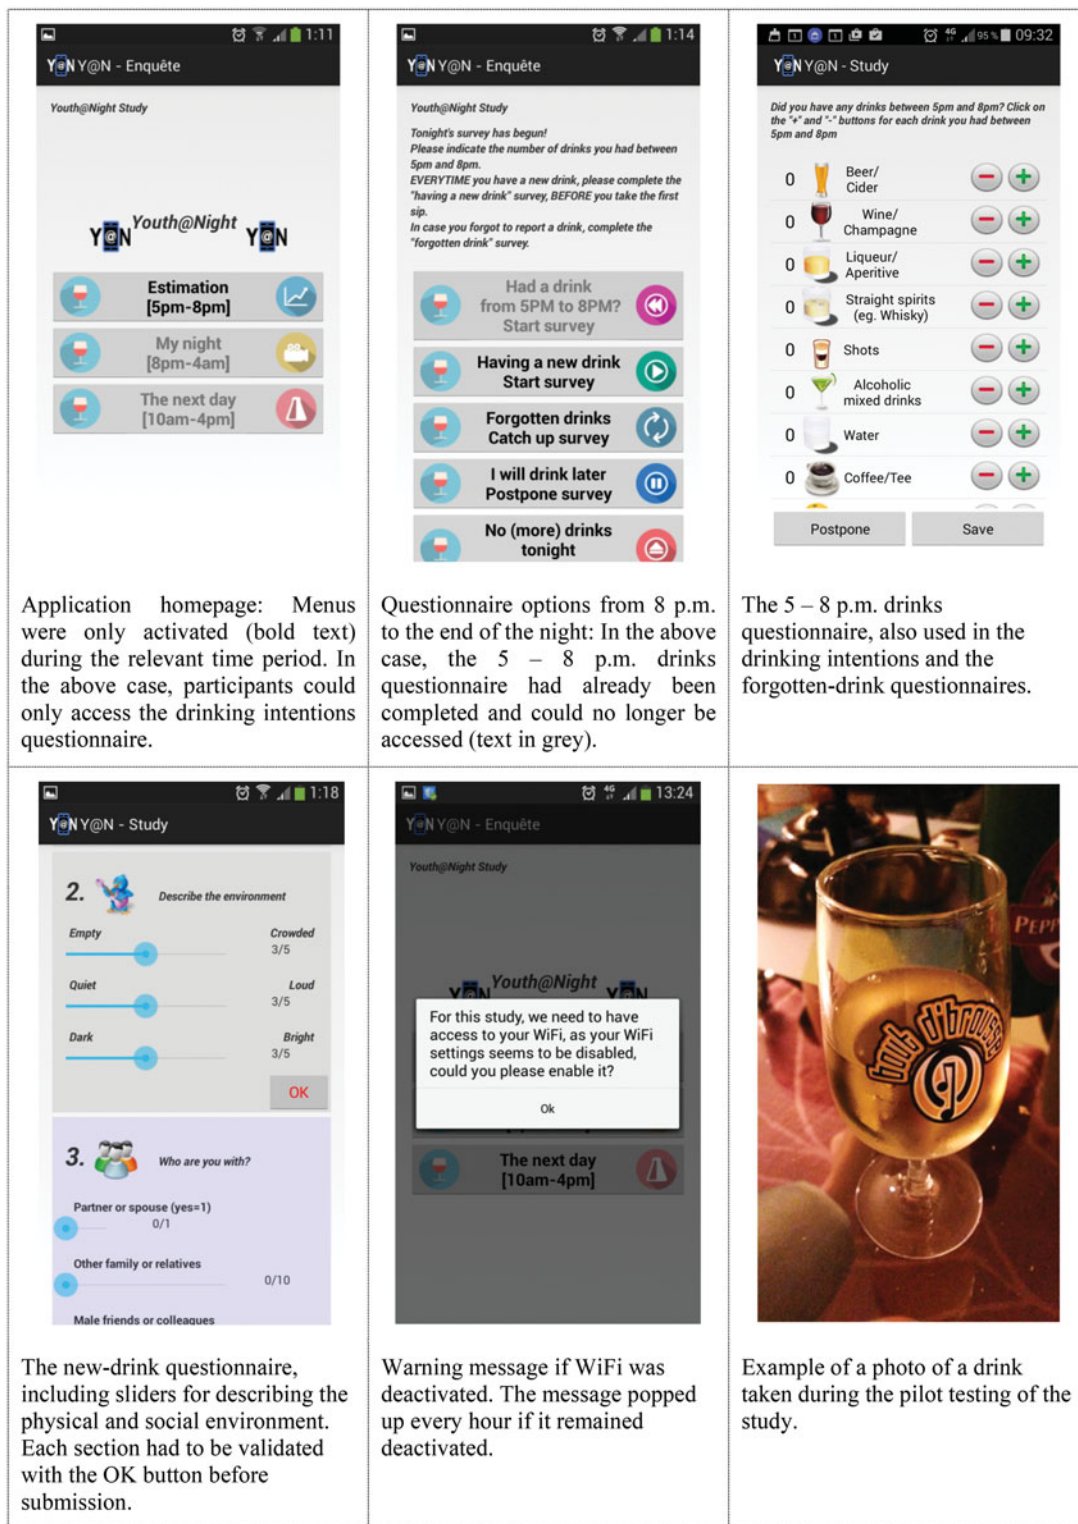 1:11
Y@N Y@N - Enquête
Youth@Night Study
Y@N Youth@Night Y@N
Estimation
[5pm-8pm]
My night
[8pm-4am]
The next day
[10am-4pm]
Application homepage: Menus
were only activated (bold text)
during the relevant time period. In
the above case, participants could
only access the drinking intentions
questionnaire.
1:14
Y@N Y@N - Enquête
Youth@Night Study
Tonight's survey has begun!
Please indicate the number of drinks you had between
5pm and 8pm.
EVERYTIME you have a new drink, please complete the
"having a new drink" survey, BEFORE you take the first
sip.
In case you forgot to report a drink, complete the
"forgotten drink" survey.
Had a drink
from 5PM to 8PM?
Start survey
Having a new drink
Start survey
Forgotten drinks
Catch up survey
I will drink later
Postpone survey
No (more) drinks
tonight
Questionnaire options from 8 p.m.
to the end of the night: In the above
case, the 5 – 8 p.m. drinks
questionnaire had already been
completed and could no longer be
accessed (text in grey).
4G 95% 09:32
Y@N Y@N - Study
Did you have any drinks between 5pm and 8pm? Click on
the "+" and "-" buttons for each drink you had between
5pm and 8pm
0 Beer/
Cider
0 Wine/
Champagne
0 Liqueur/
Aperitive
0 Straight spirits
(eg. Whisky)
0 Shots
0 Alcoholic
mixed drinks
0 Water
0 Coffee/Tee
Postpone Save
The 5 – 8 p.m. drinks
questionnaire, also used in the
drinking intentions and the
forgotten-drink questionnaires.
1:18
Y@N Y@N - Study
2. Describe the environment
Empty Crowded
3/5
Quiet Loud
3/5
Dark Bright
3/5
OK
3. Who are you with?
Partner or spouse (yes=1)
0/1
Other family or relatives
0/10
Male friends or colleagues
The new-drink questionnaire,
including sliders for describing the
physical and social environment.
Each section had to be validated
with the OK button before
submission.
4G 13:24
Y@N Y@N - Enquête
Youth@Night Study
Y@N Youth@Night Y@N
For this study, we need to have
access to your WiFi, as your WiFi
settings seems to be disabled,
could you please enable it?
Ok
The next day
[10am-4pm]
Warning message if WiFi was
deactivated. The message popped
up every hour if it remained
deactivated.
PEPP
Example of a photo of a drink
taken during the pilot testing of the
study.